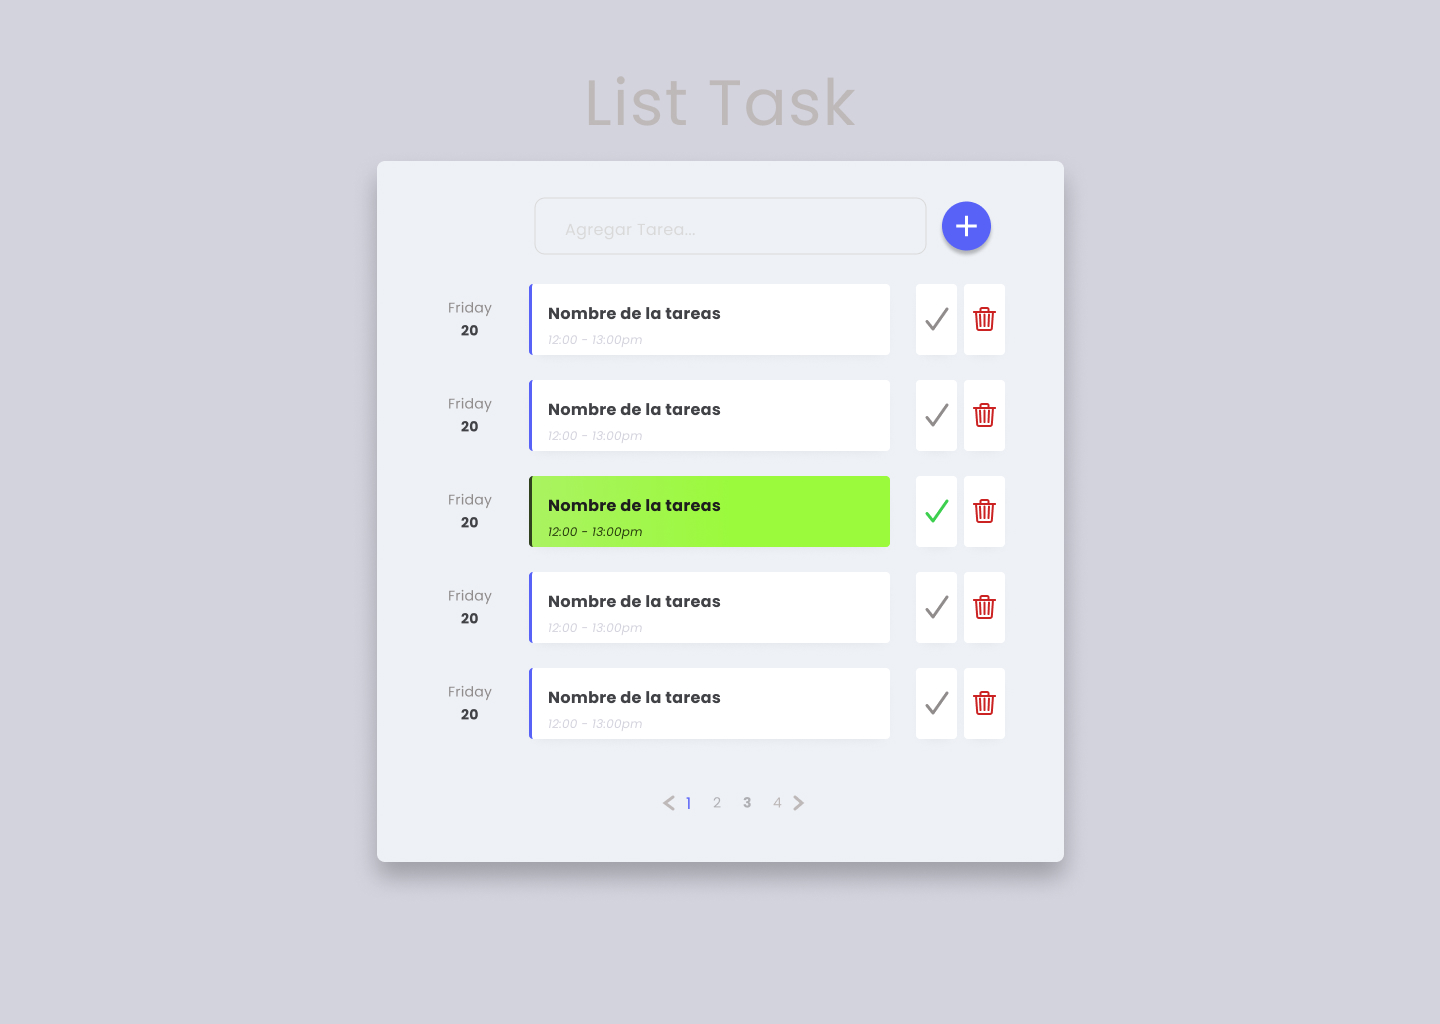 List Task
Agregar Tarea...
Friday
20
Nombre de la tareas
12:00 - 13:00pm
Friday
20
Nombre de la tareas
12:00 - 13:00pm
Friday
20
Nombre de la tareas
12:00 - 13:00pm
Friday
20
Nombre de la tareas
12:00 - 13:00pm
Friday
20
Nombre de la tareas
12:00 - 13:00pm
1 2 3 4